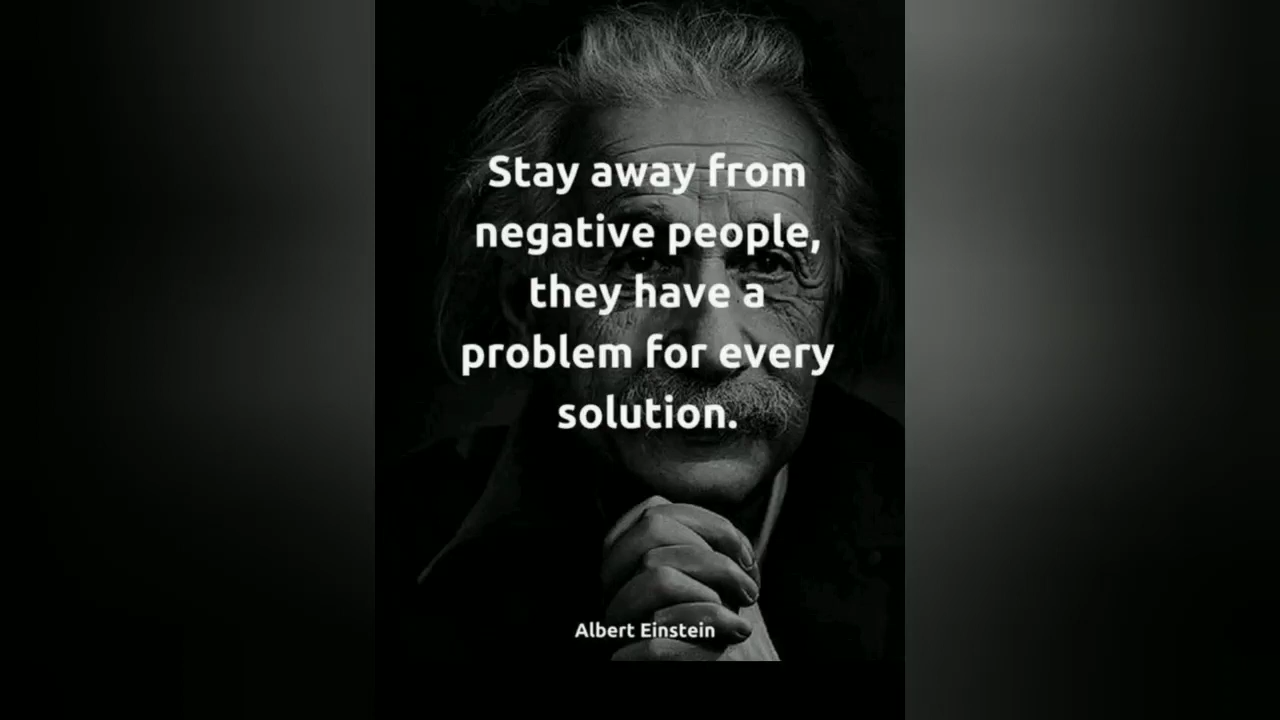 Stay away from
negative people,
they have a
problem for every
solution.
Albert Einstein